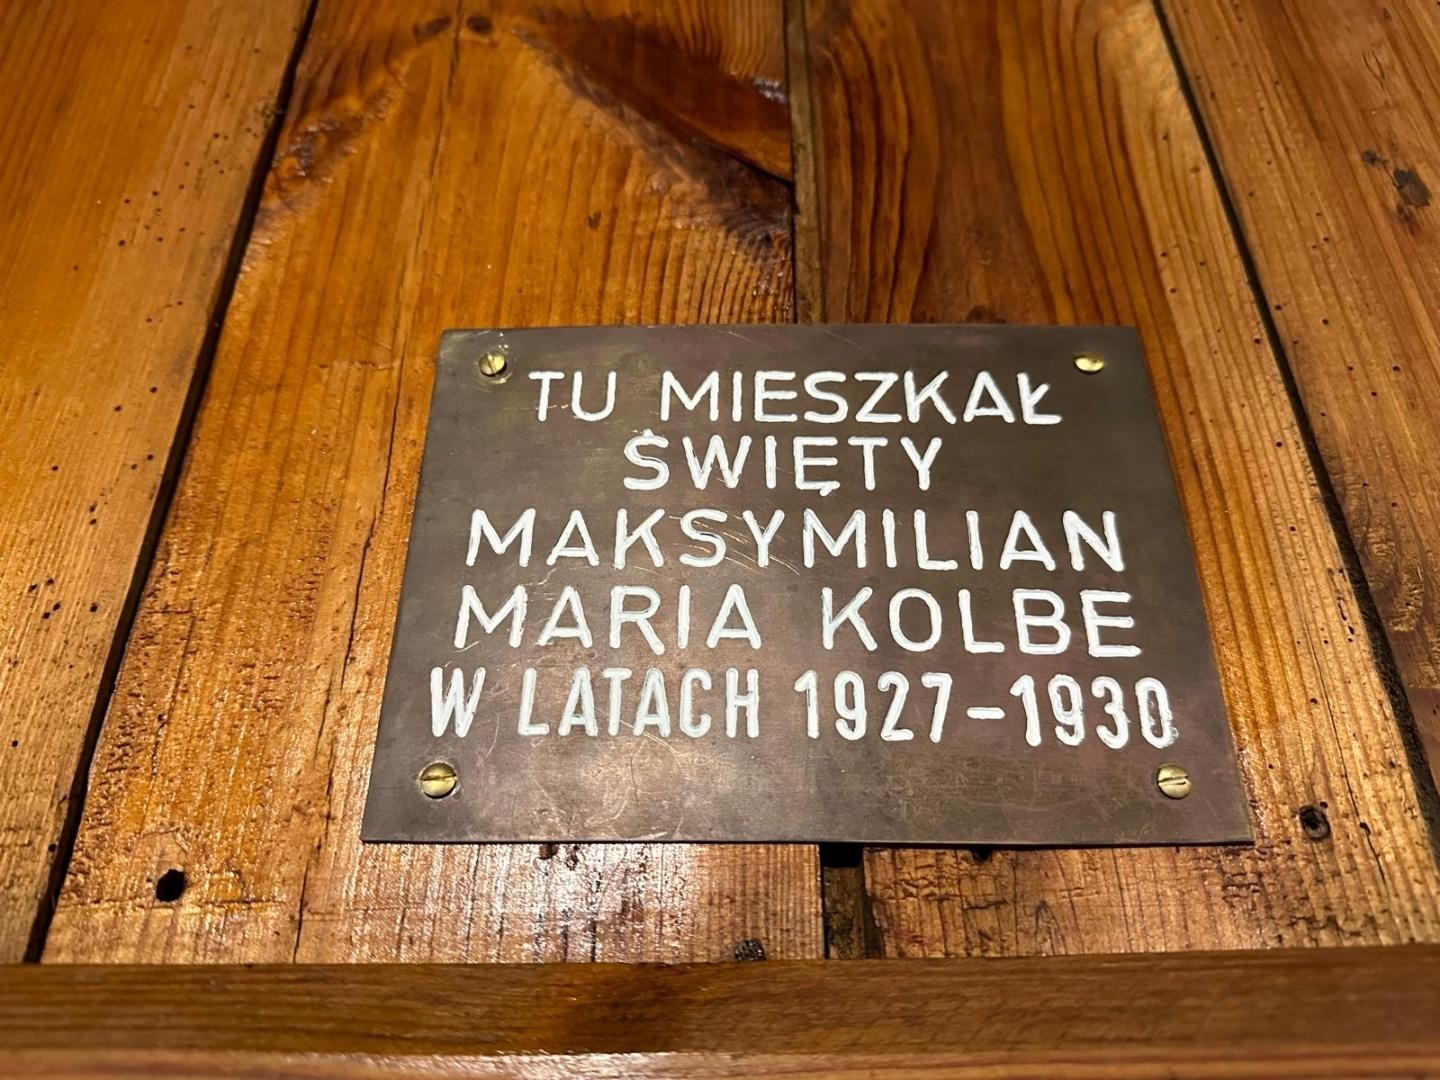 TU MIESZKAŁ
ŚWIĘTY
MAKSYMILIAN
MARIA KOLBE
W LATACH 1927-1930